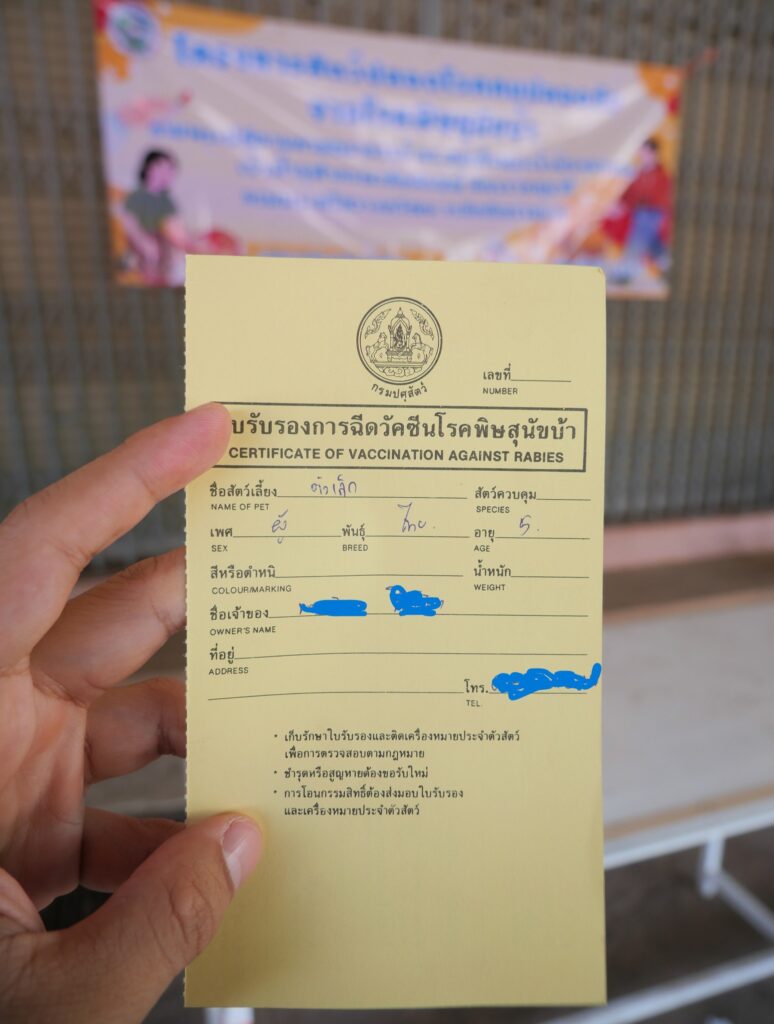 กรมปศุสัตว์
เลขที่
NUMBER
บรับรองการฉีดวัคซีนโรคพิษสุนัขบ้า
CERTIFICATE OF VACCINATION AGAINST RABIES
ชื่อสัตว์เลี้ยง ตัวเล็ก สัตว์ควบคุม
NAME OF PET SPECIES
เพศ ผู้ พันธุ์ ไทย. อายุ 5.
SEX BREED AGE
สีหรือตำหนิ น้ำหนัก
COLOUR/MARKING WEIGHT
ชื่อเจ้าของ
OWNER'S NAME
ที่อยู่
ADDRESS
โทร.
TEL.
• เก็บรักษาใบรับรองและติดเครื่องหมายประจำตัวสัตว์
เพื่อการตรวจสอบตามกฎหมาย
• ชำรุดหรือสูญหายต้องขอรับใหม่
• การโอนกรรมสิทธิ์ต้องส่งมอบใบรับรอง
และเครื่องหมายประจำตัวสัตว์